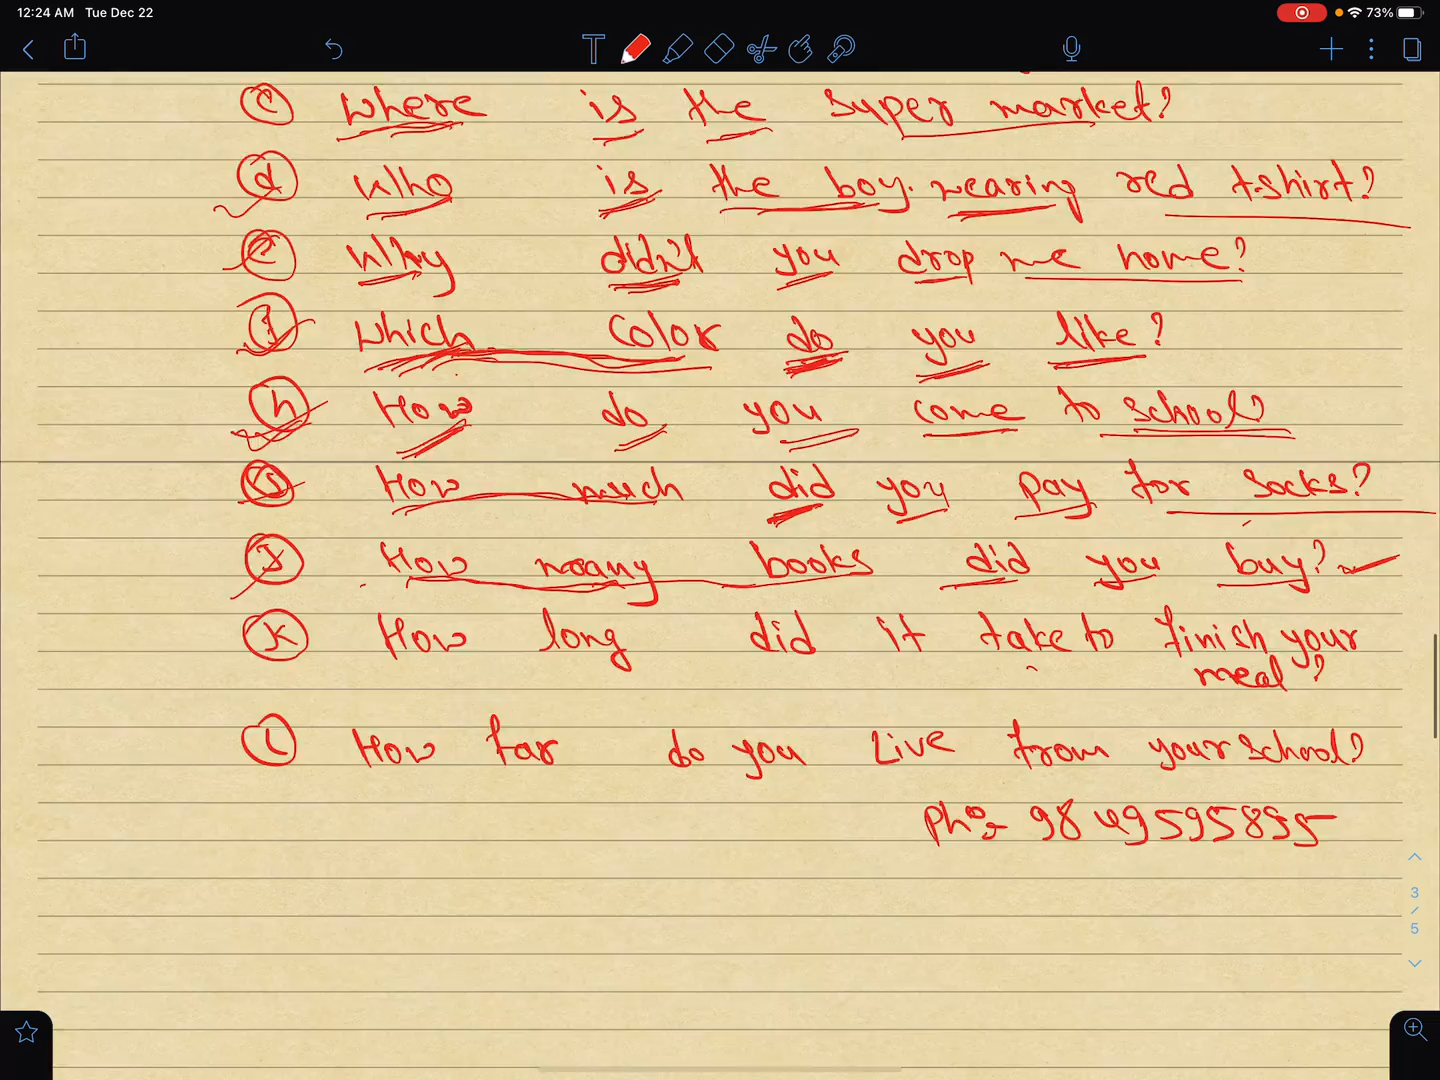 12:24 AM Tue Dec 22
73%
c Where is the super market?
d Who is the boy. wearing red t-shirt?
e Why didn't you drop me home?
Which color do you like?
h How do you come to school?
How much did you pay for socks?
J How many books did you buy?
K How long did it take to finish your
meal?
L How far do you Live from your school?
3
5